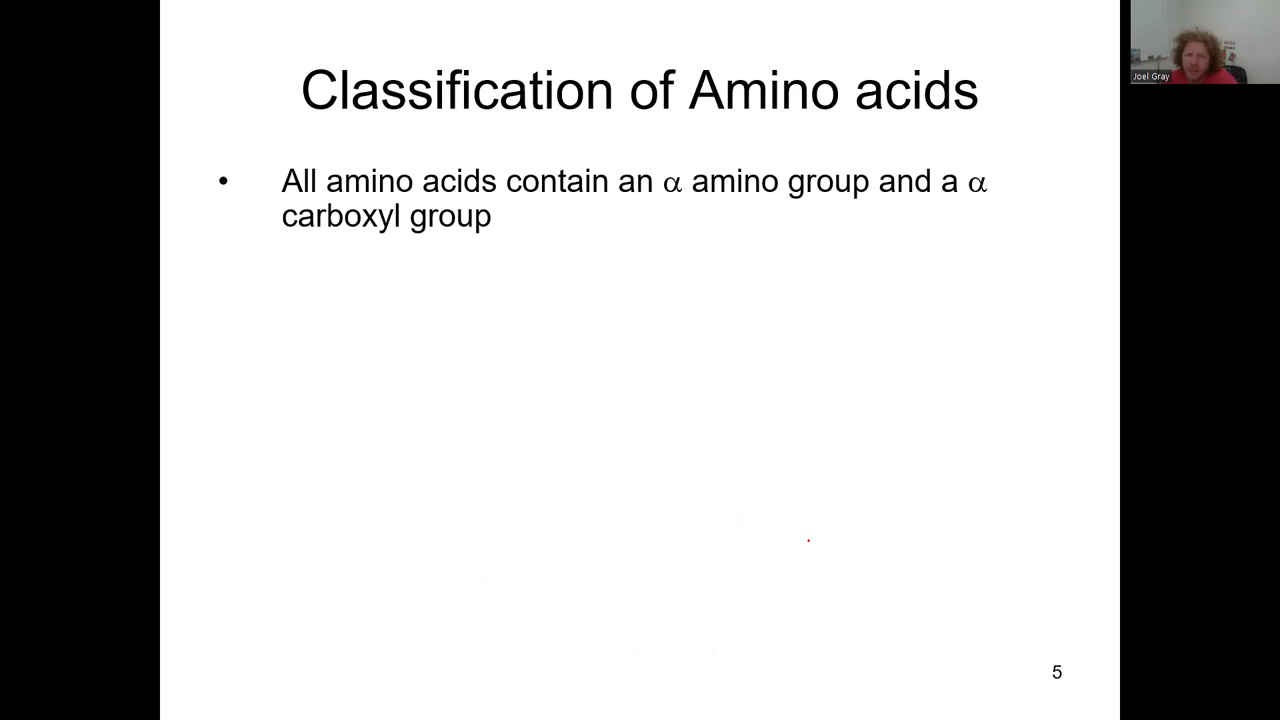 Classification of Amino acids
• All amino acids contain an α amino group and a α
carboxyl group
5
Joel Gray